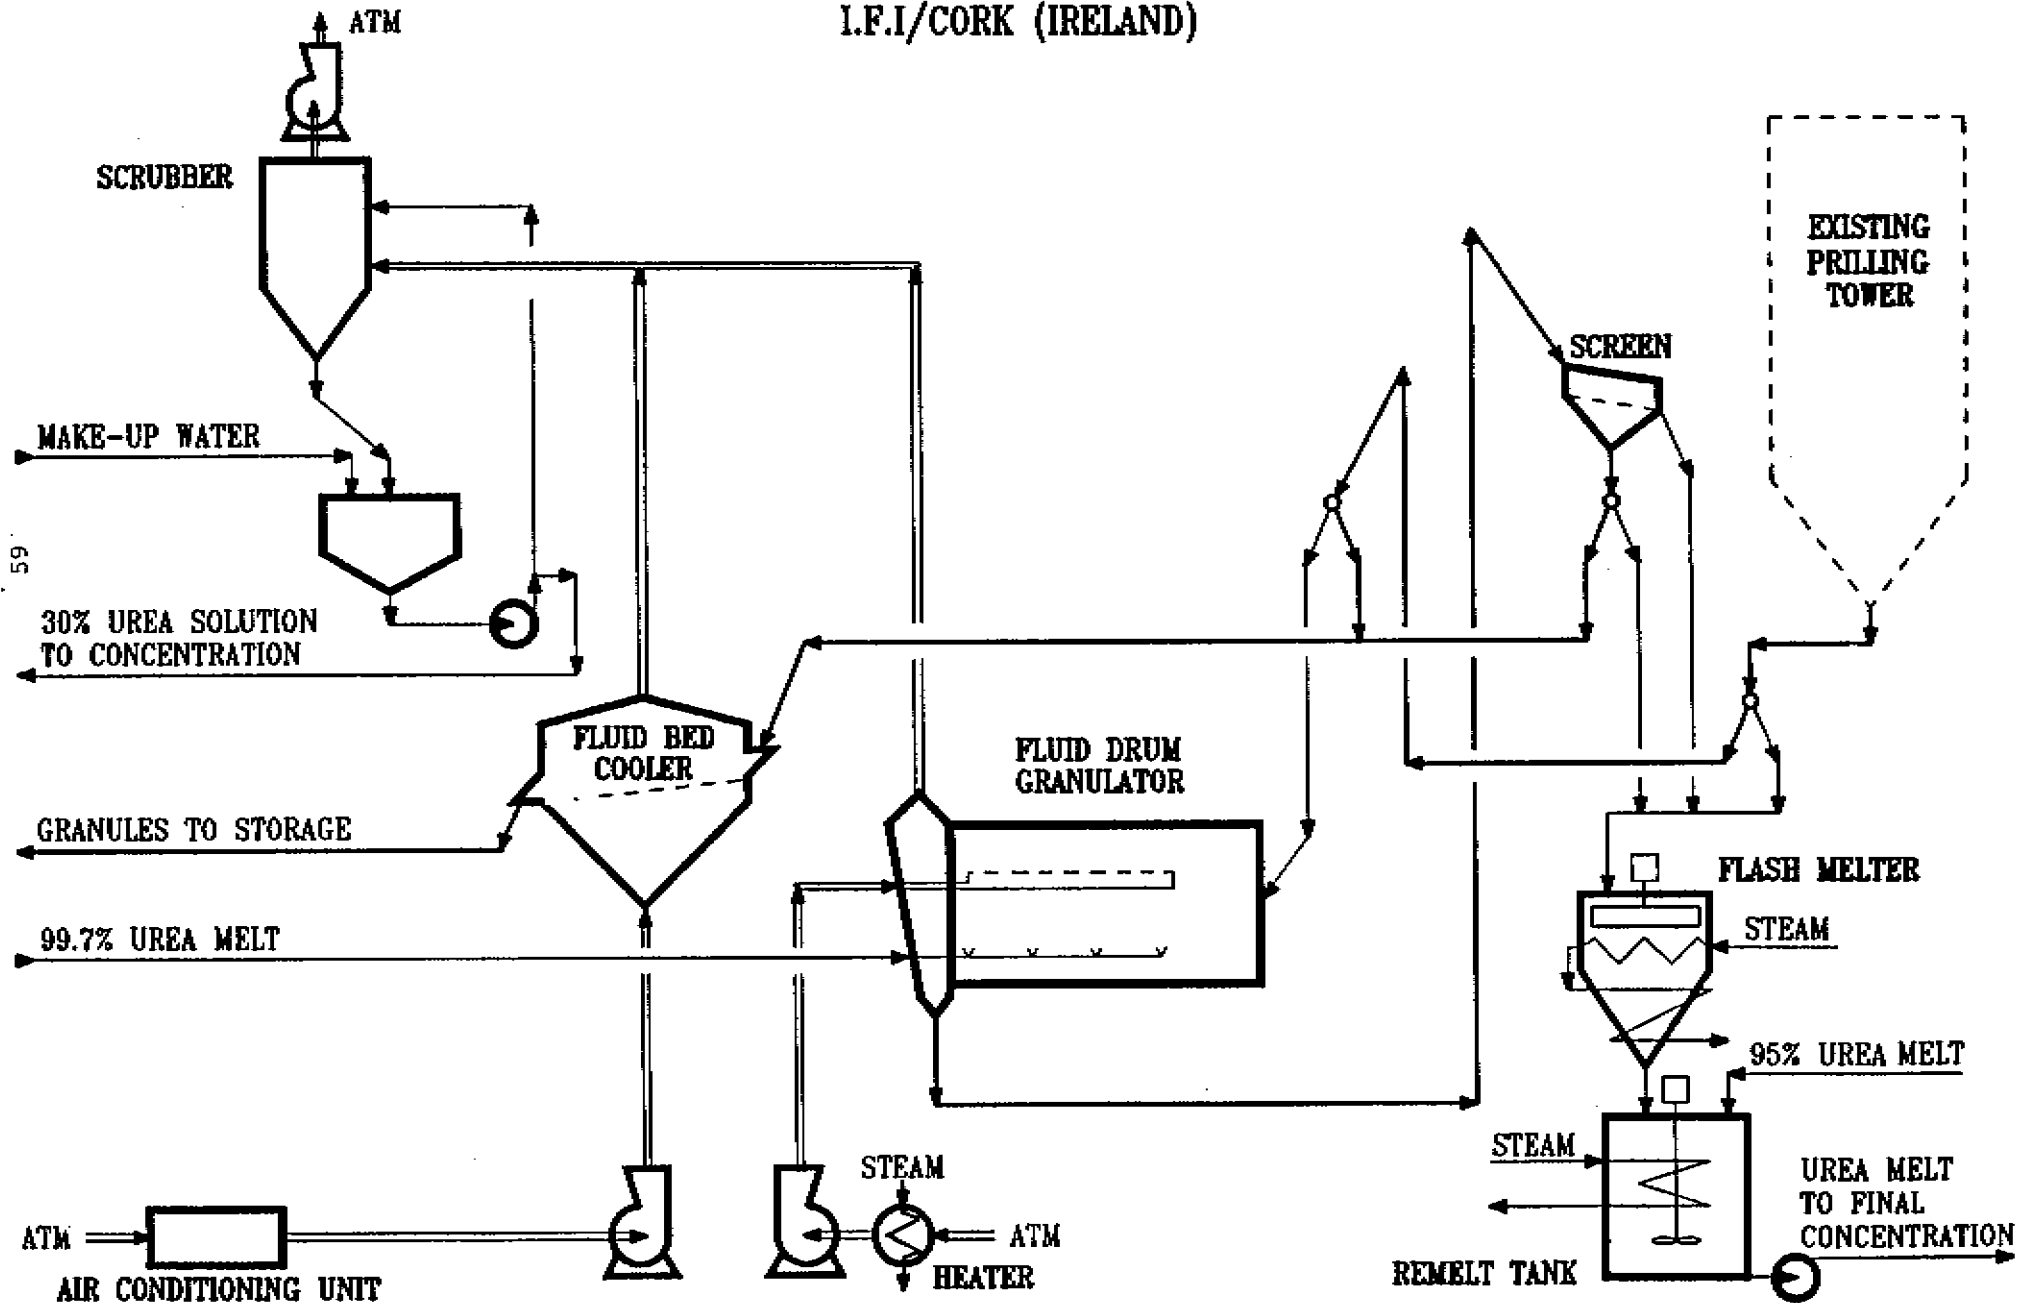 I.F.I/CORK (IRELAND)
ATM
SCRUBBER
EXISTING
PRILLING
TOWER
SCREEN
MAKE-UP WATER
59
30% UREA SOLUTION
TO CONCENTRATION
FLUID BED
COOLER
FLUID DRUM
GRANULATOR
GRANULES TO STORAGE
FLASH MELTER
99.7% UREA MELT
STEAM
95% UREA MELT
STEAM
STEAM
UREA MELT
TO FINAL
CONCENTRATION
ATM
ATM
AIR CONDITIONING UNIT
HEATER
REMELT TANK